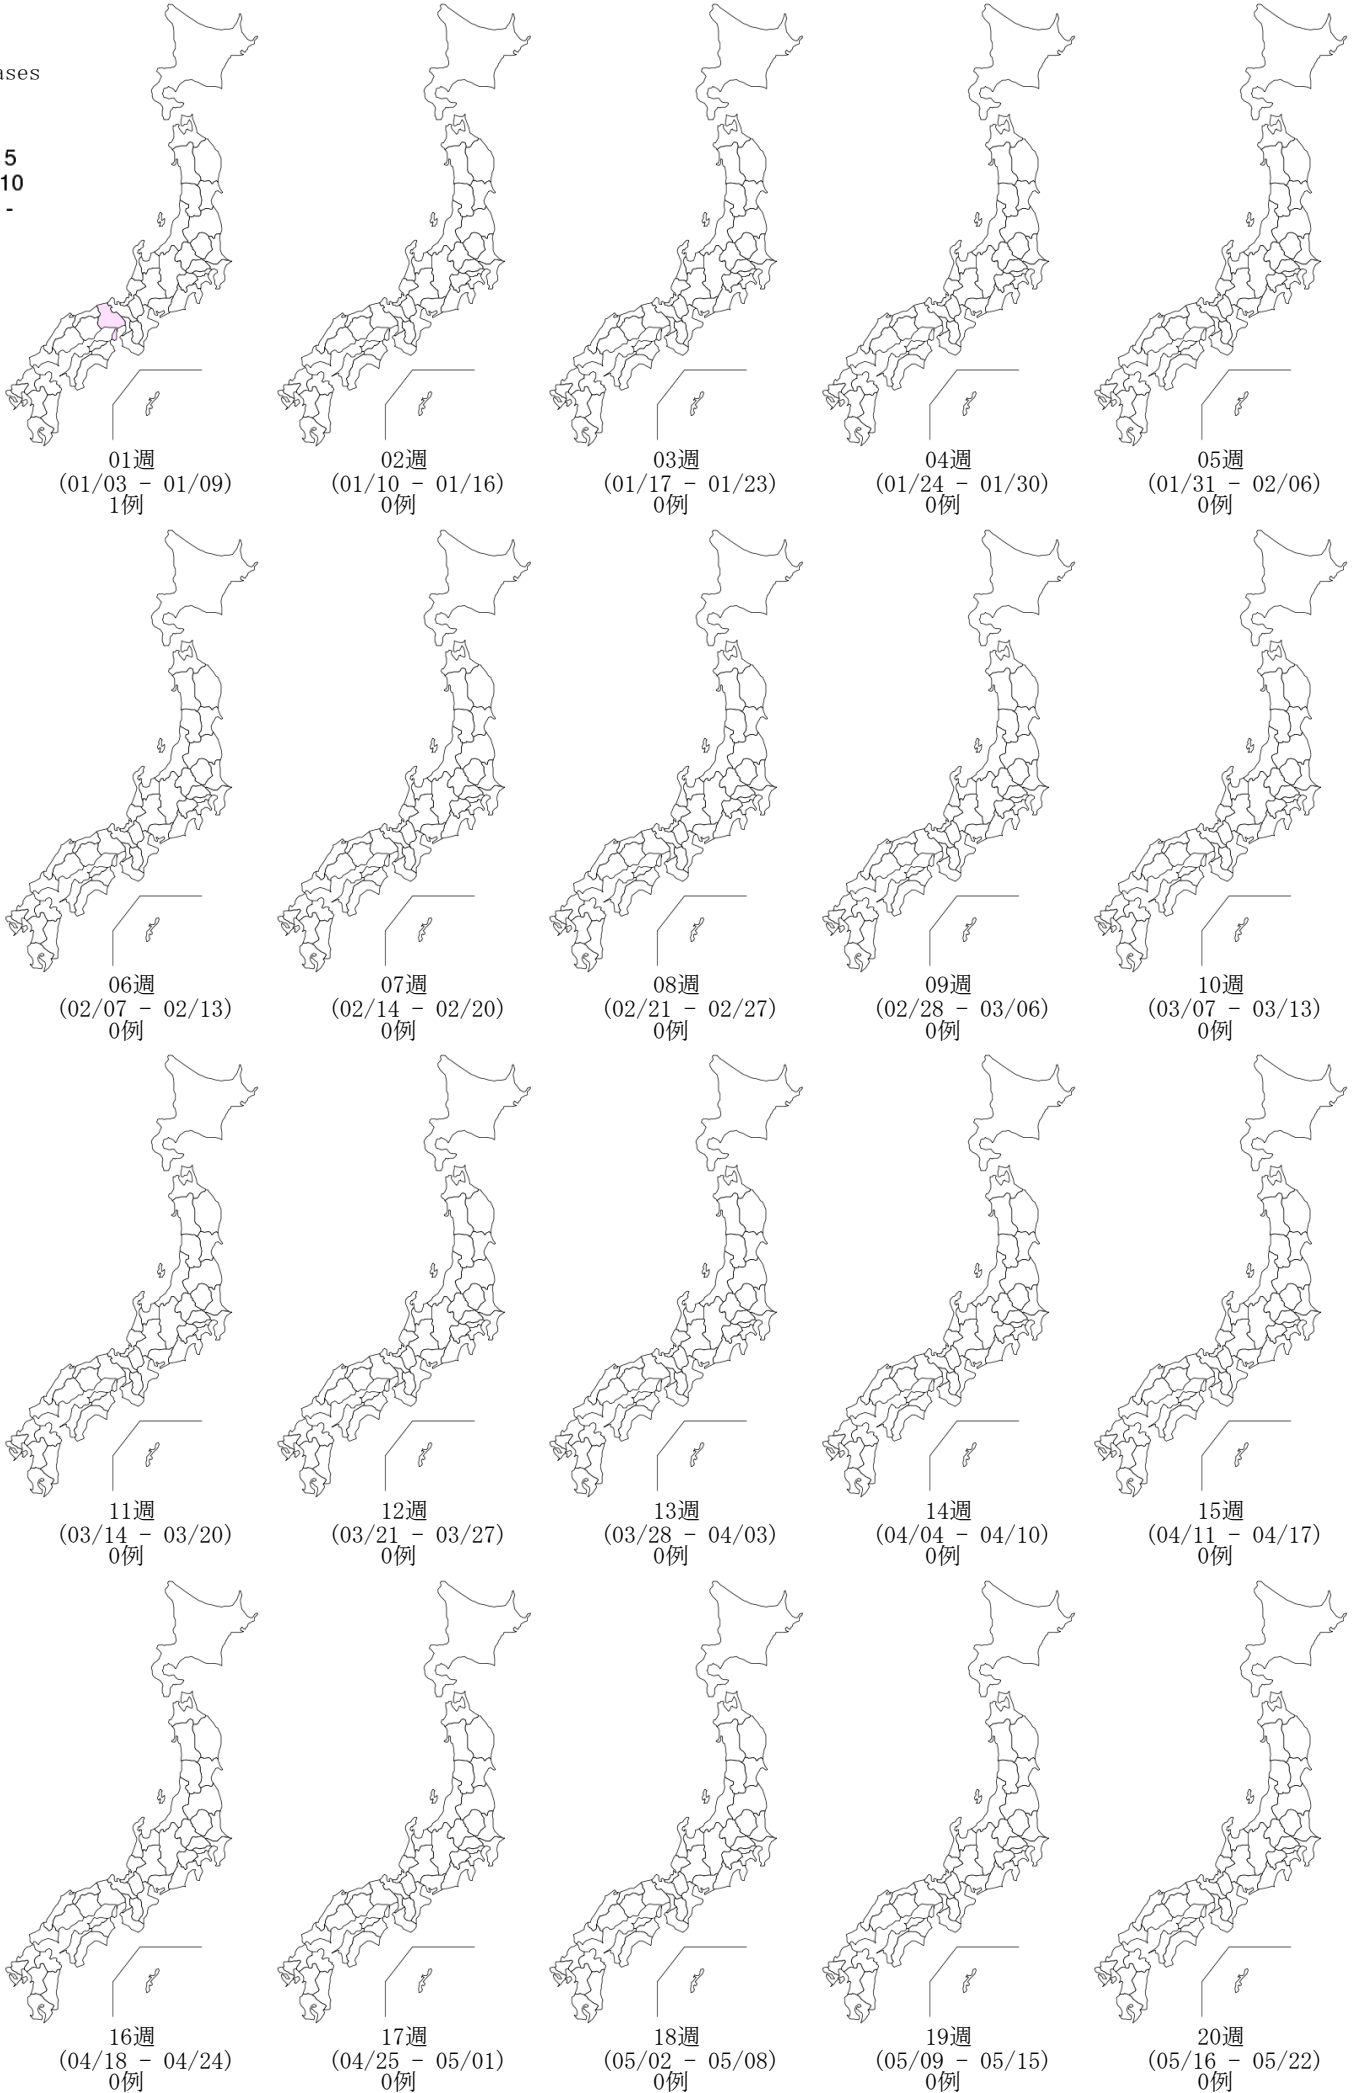 5
10
-
01週
(01/03 - 01/09)
1例
02週
(01/10 - 01/16)
0例
03週
(01/17 - 01/23)
0例
04週
(01/24 - 01/30)
0例
05週
(01/31 - 02/06)
0例
06週
(02/07 - 02/13)
0例
07週
(02/14 - 02/20)
0例
08週
(02/21 - 02/27)
0例
09週
(02/28 - 03/06)
0例
10週
(03/07 - 03/13)
0例
11週
(03/14 - 03/20)
0例
12週
(03/21 - 03/27)
0例
13週
(03/28 - 04/03)
0例
14週
(04/04 - 04/10)
0例
15週
(04/11 - 04/17)
0例
16週
(04/18 - 04/24)
0例
17週
(04/25 - 05/01)
0例
18週
(05/02 - 05/08)
0例
19週
(05/09 - 05/15)
0例
20週
(05/16 - 05/22)
0例